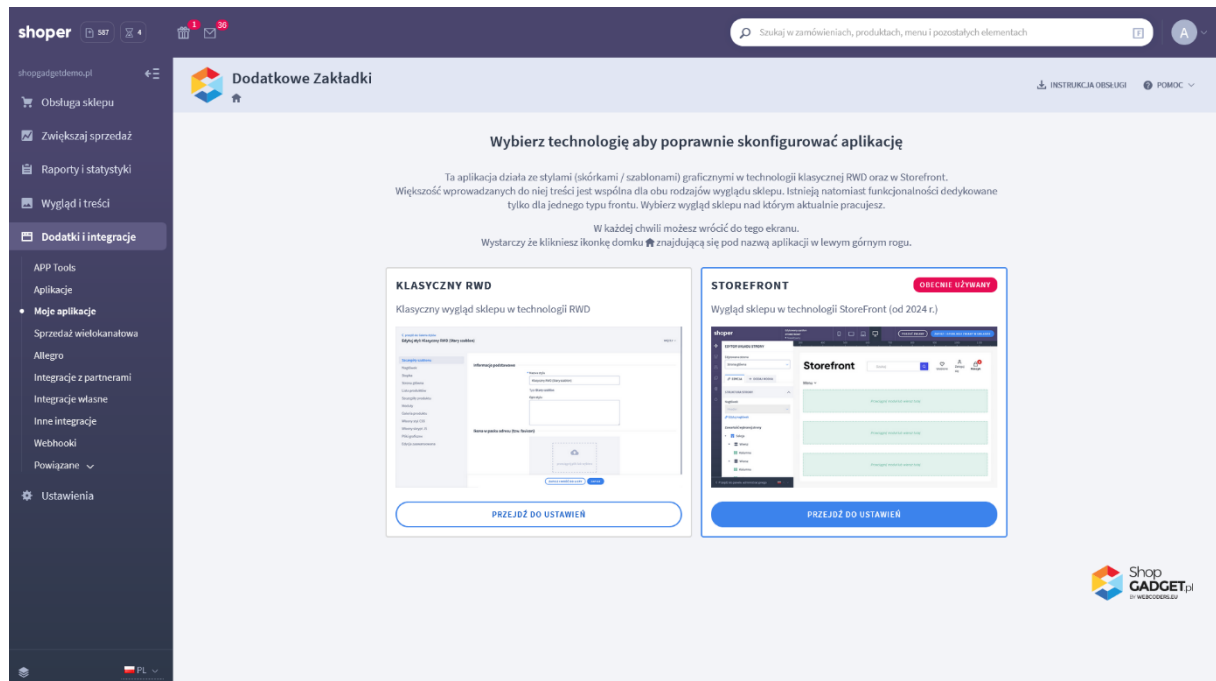 shoper 587 4 1 36
Szukaj w zamówieniach, produktach, menu i pozostałych elementach
A
shopgadgetdemo.pl
Obsługa sklepu
Zwiększaj sprzedaż
Raporty i statystyki
Wygląd i treści
Dodatki i integracje
APP Tools
Aplikacje
Moje aplikacje
Sprzedaż wielokanałowa
Allegro
Integracje z partnerami
Integracje własne
Inne integracje
Webhooki
Powiązane
Ustawienia
PL
Dodatkowe Zakładki
INSTRUKCJA OBSŁUGI
POMOC
Wybierz technologię aby poprawnie skonfigurować aplikację
Ta aplikacja działa ze stylami (skórkami / szablonami) graficznymi w technologii klasycznej RWD oraz w Storefront.
Większość wprowadzanych do niej treści jest wspólna dla obu rodzajów wyglądu sklepu. Istnieją natomiast funkcjonalności dedykowane
tylko dla jednego typu frontu. Wybierz wygląd sklepu nad którym aktualnie pracujesz.
W każdej chwili możesz wrócić do tego ekranu.
Wystarczy że klikniesz ikonkę domku znajdującą się pod nazwą aplikacji w lewym górnym rogu.
KLASYCZNY RWD
Klasyczny wygląd sklepu w technologii RWD
Informacje podstawowe
PRZEJDŹ DO USTAWIEŃ
STOREFRONT
OBECNIE UŻYWANY
Wygląd sklepu w technologii StoreFront (od 2024 r.)
shoper
Storefront
PRZEJDŹ DO USTAWIEŃ
Shop
GADGET.pl
BY WEBCODERS.EU